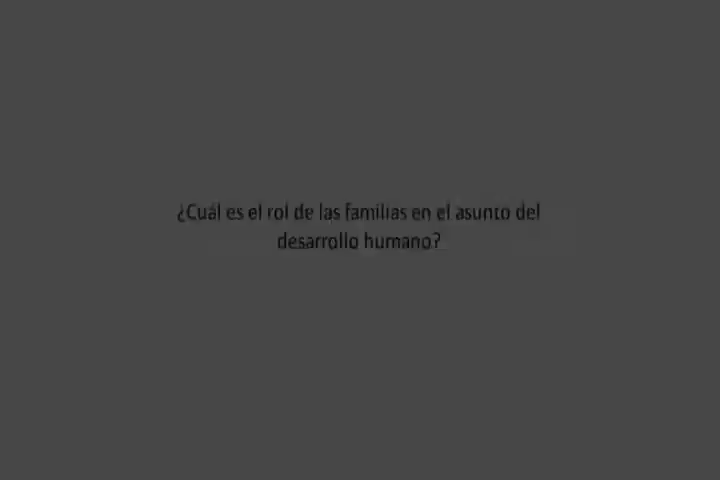 ¿Cuál es el rol de las familias en el asunto del
desarrollo humano?